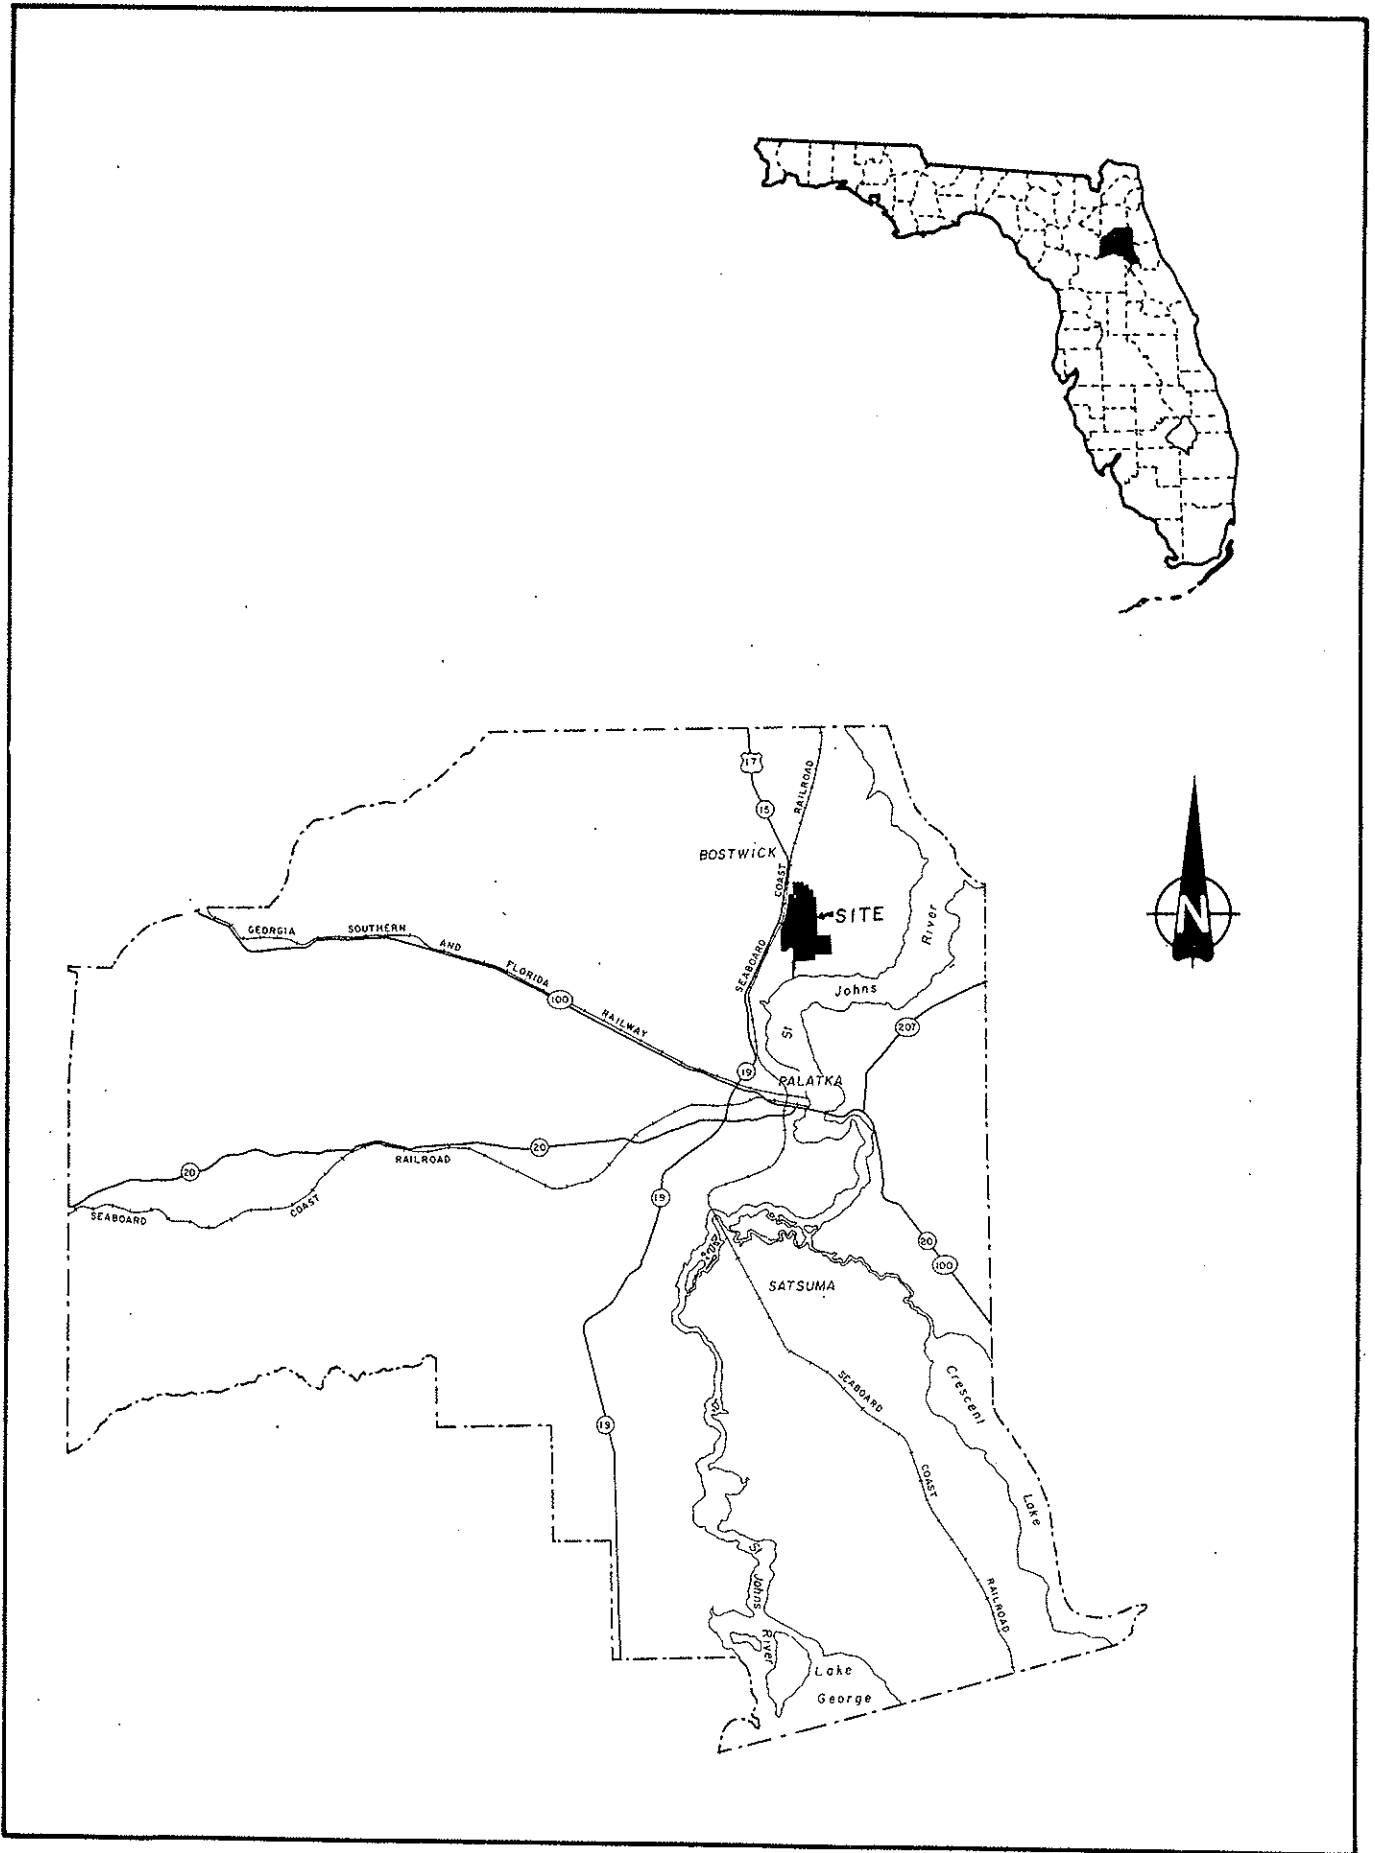 17
15
RAILROAD
BOSTWICK
COAST
SITE
SEABOARD
River
Johns
St
GEORGIA SOUTHERN AND FLORIDA RAILWAY
100
207
19
PALATKA
20
20
RAILROAD
COAST
SEABOARD
19
20
100
SATSUMA
SEABOARD
COAST
RAILROAD
Crescent
Lake
19
St
Johns
River
Lake
George
N